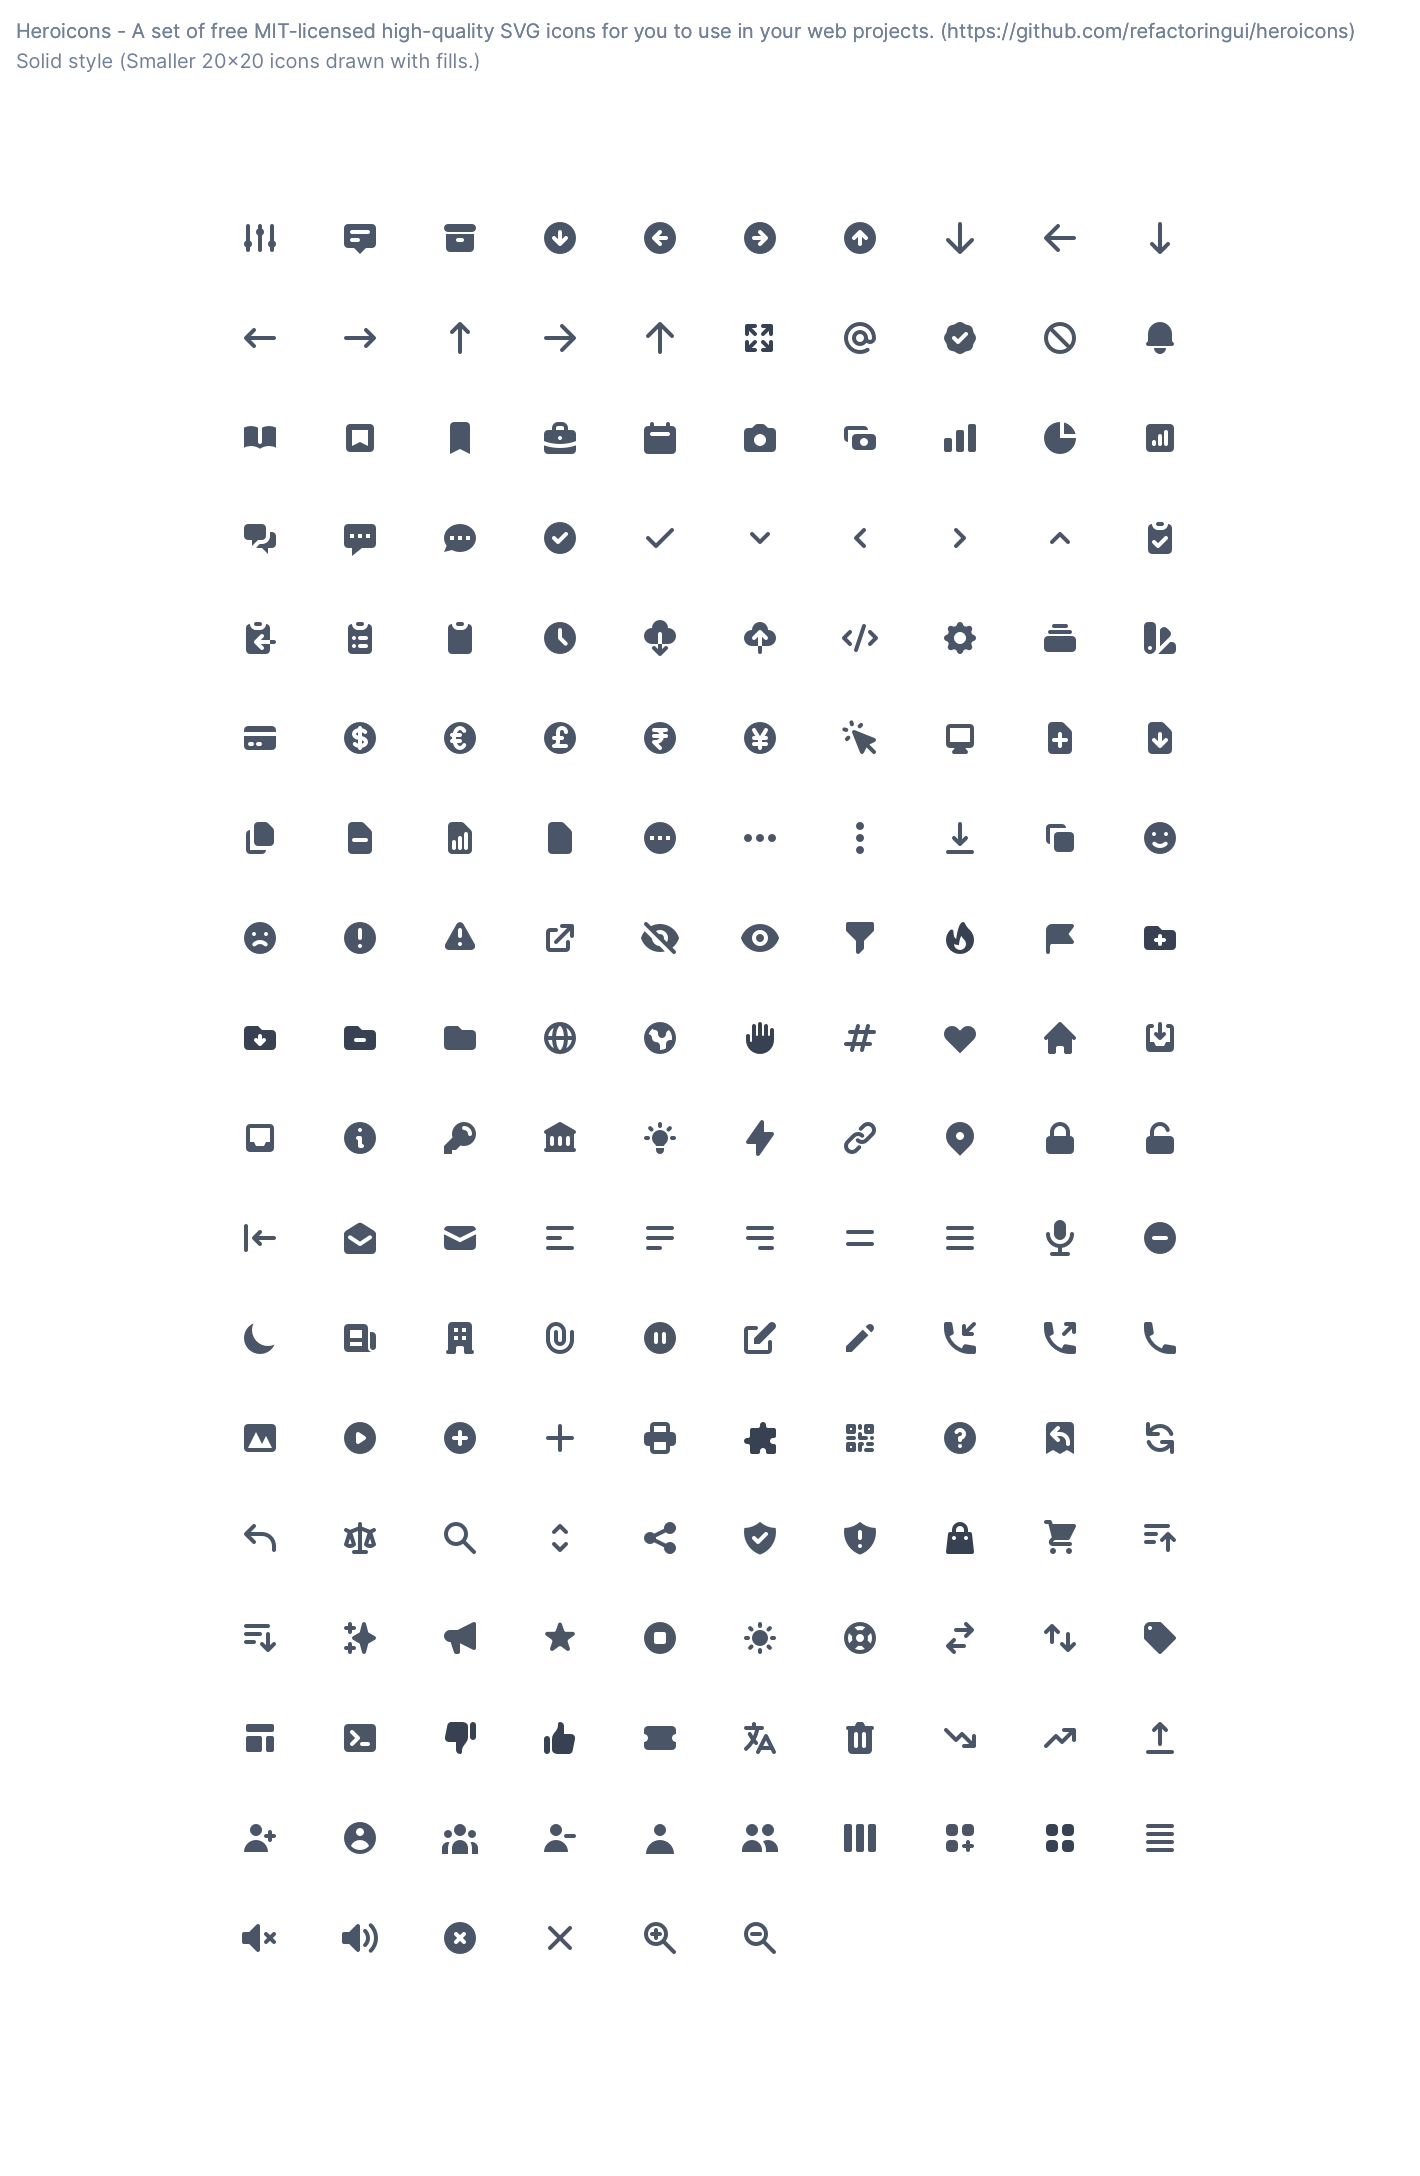 Heroicons - A set of free MIT-licensed high-quality SVG icons for you to use in your web projects. (https://github.com/refactoringui/heroicons)
Solid style (Smaller 20×20 icons drawn with fills.)